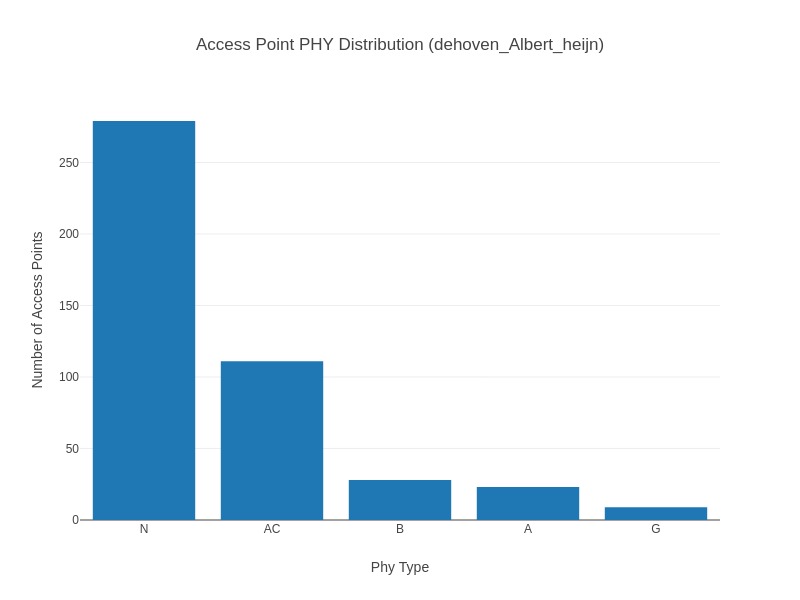 Access Point PHY Distribution (dehoven_Albert_heijn)
Number of Access Points
250
200
150
100
50
0
N AC B A G
Phy Type